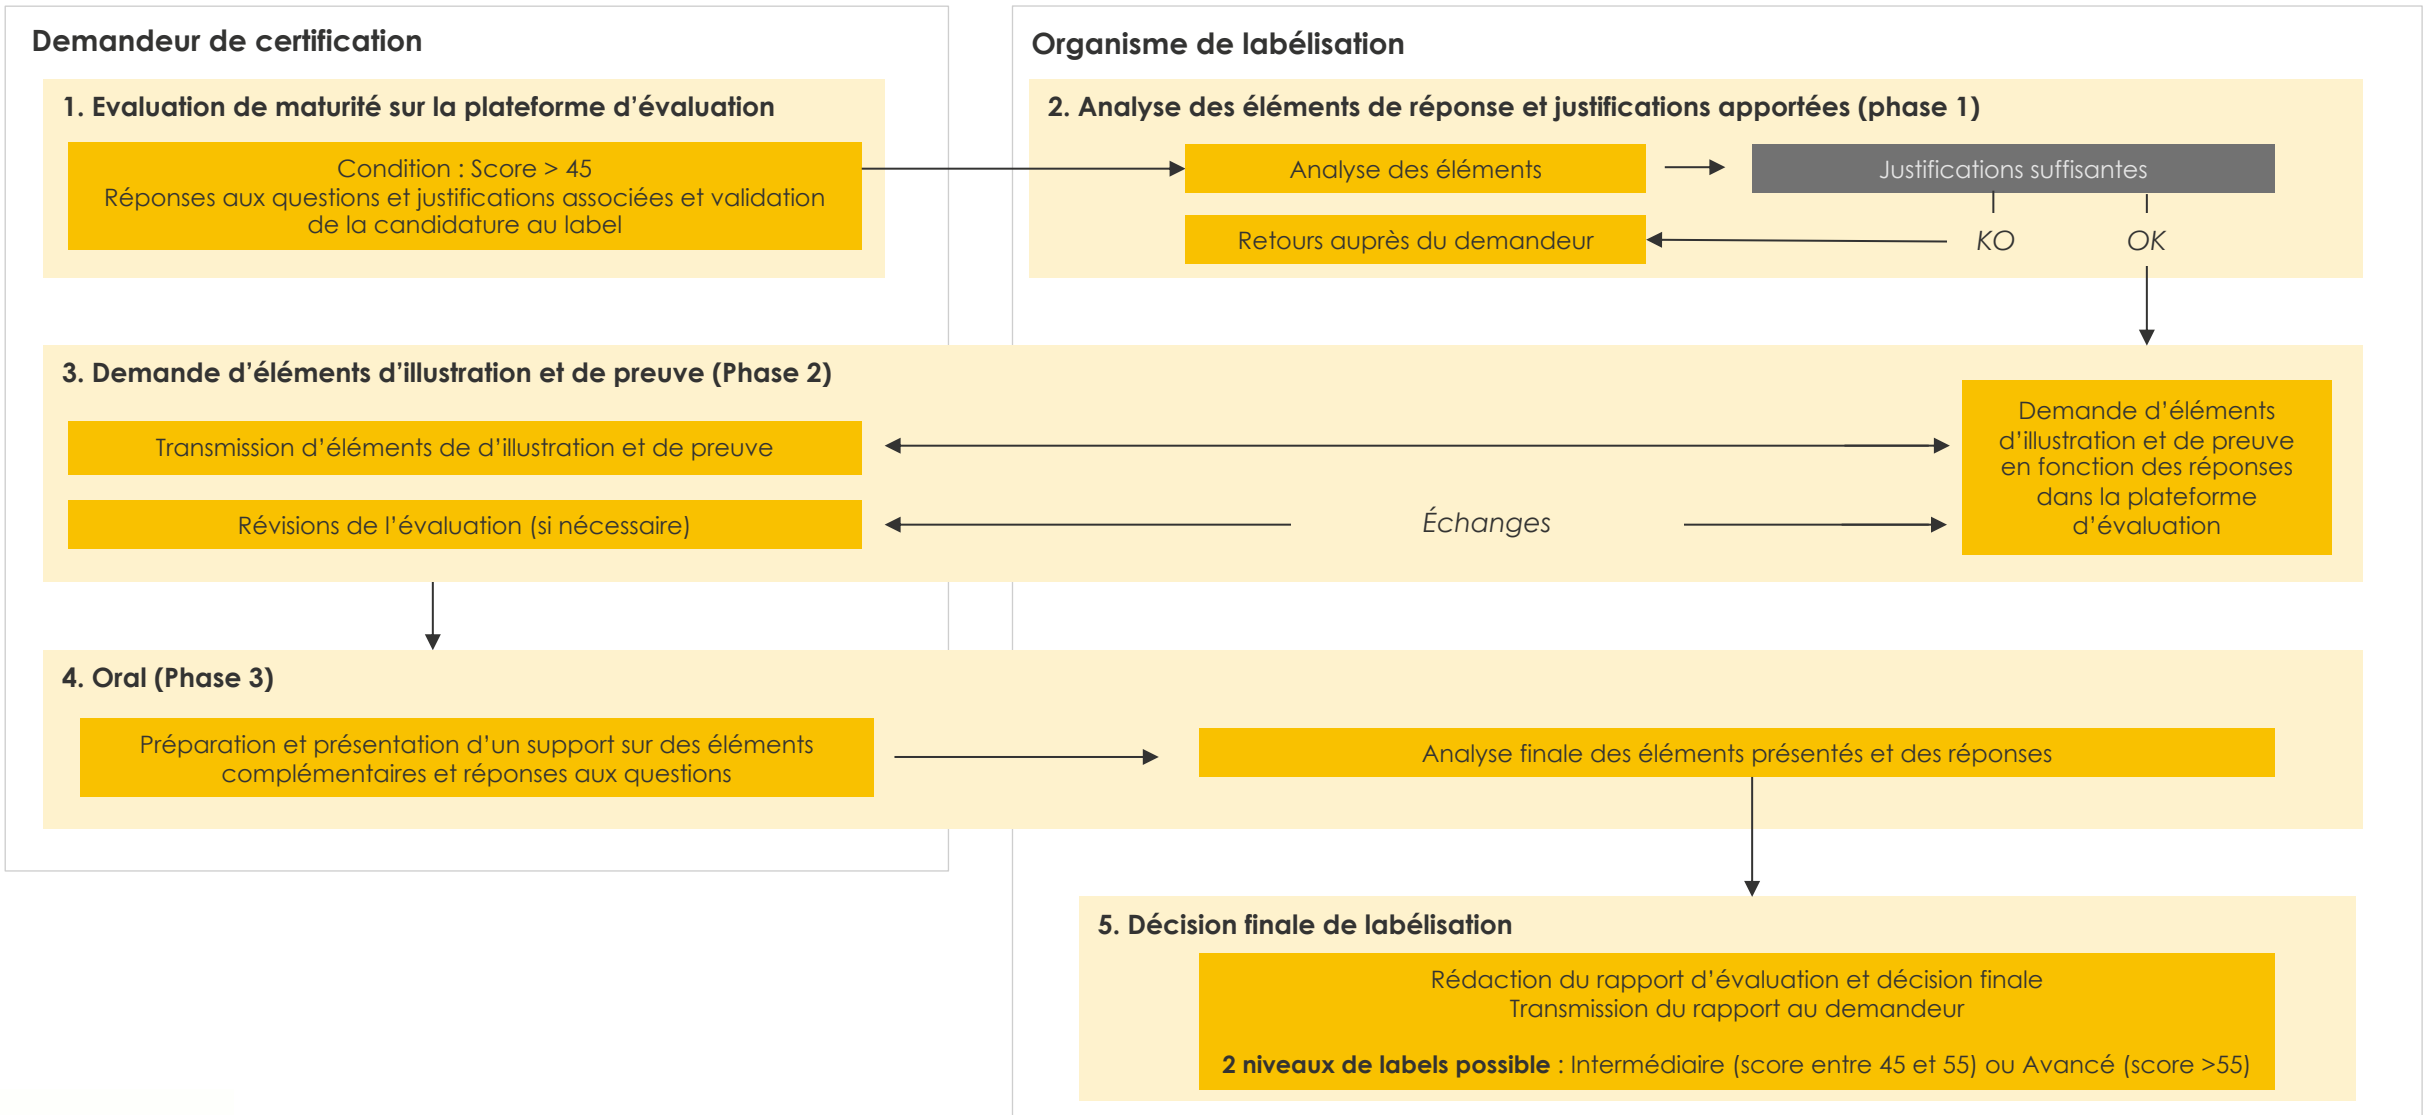 Demandeur de certification
Organisme de labélisation
1. Evaluation de maturité sur la plateforme d’évaluation
Condition : Score > 45
Réponses aux questions et justifications associées et validation
de la candidature au label
2. Analyse des éléments de réponse et justifications apportées (phase 1)
Analyse des éléments
Justifications suffisantes
Retours auprès du demandeur
KO
OK
3. Demande d’éléments d’illustration et de preuve (Phase 2)
Transmission d’éléments de d’illustration et de preuve
Révisions de l’évaluation (si nécessaire)
Échanges
Demande d’éléments
d’illustration et de preuve
en fonction des réponses
dans la plateforme
d’évaluation
4. Oral (Phase 3)
Préparation et présentation d’un support sur des éléments
complémentaires et réponses aux questions
Analyse finale des éléments présentés et des réponses
5. Décision finale de labélisation
Rédaction du rapport d’évaluation et décision finale
Transmission du rapport au demandeur
2 niveaux de labels possible : Intermédiaire (score entre 45 et 55) ou Avancé (score >55)